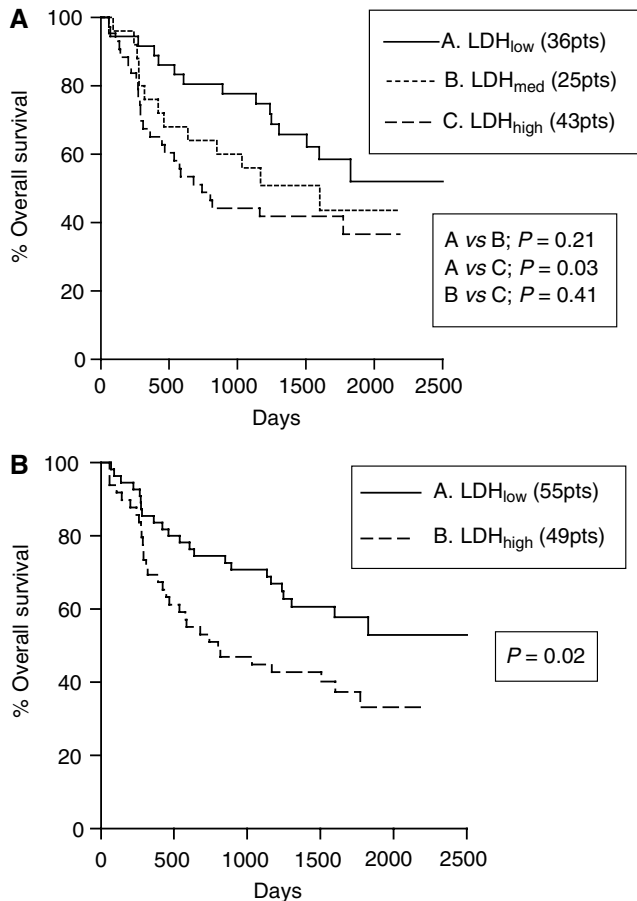 A
A. LDHlow (36pts)
B. LDHmed (25pts)
C. LDHhigh (43pts)
A vs B; P = 0.21
A vs C; P = 0.03
B vs C; P = 0.41
% Overall survival
100
80
60
40
20
0
0 500 1000 1500 2000 2500
Days
B
A. LDHlow (55pts)
B. LDHhigh (49pts)
P = 0.02
% Overall survival
100
80
60
40
20
0
0 500 1000 1500 2000 2500
Days